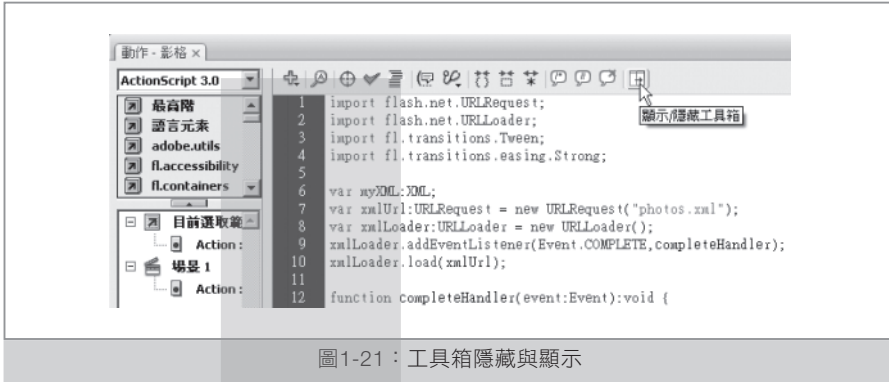 動作 - 影格 ×
ActionScript 3.0
最高階
語言元素
adobe.utils
fl.accessibility
fl.containers
目前選取範
Action :
場景 1
Action :
顯示/隱藏工具箱
1 import flash.net.URLRequest;
2 import flash.net.URLLoader;
3 import fl.transitions.Tween;
4 import fl.transitions.easing.Strong;
5
6 var myXML:XML;
7 var xmlUrl:URLRequest = new URLRequest("photos.xml");
8 var xmlLoader:URLLoader = new URLLoader();
9 xmlLoader.addEventListener(Event.COMPLETE,completeHandler);
10 xmlLoader.load(xmlUrl);
11
12 function completeHandler(event:Event):void {
圖1-21：工具箱隱藏與顯示